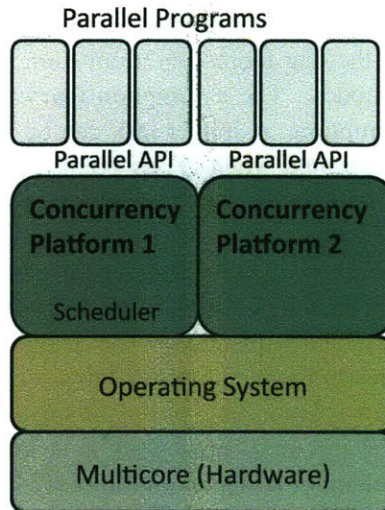 Parallel Programs
Parallel API Parallel API
Concurrency
Platform 1
Concurrency
Platform 2
Scheduler
Operating System
Multicore (Hardware)